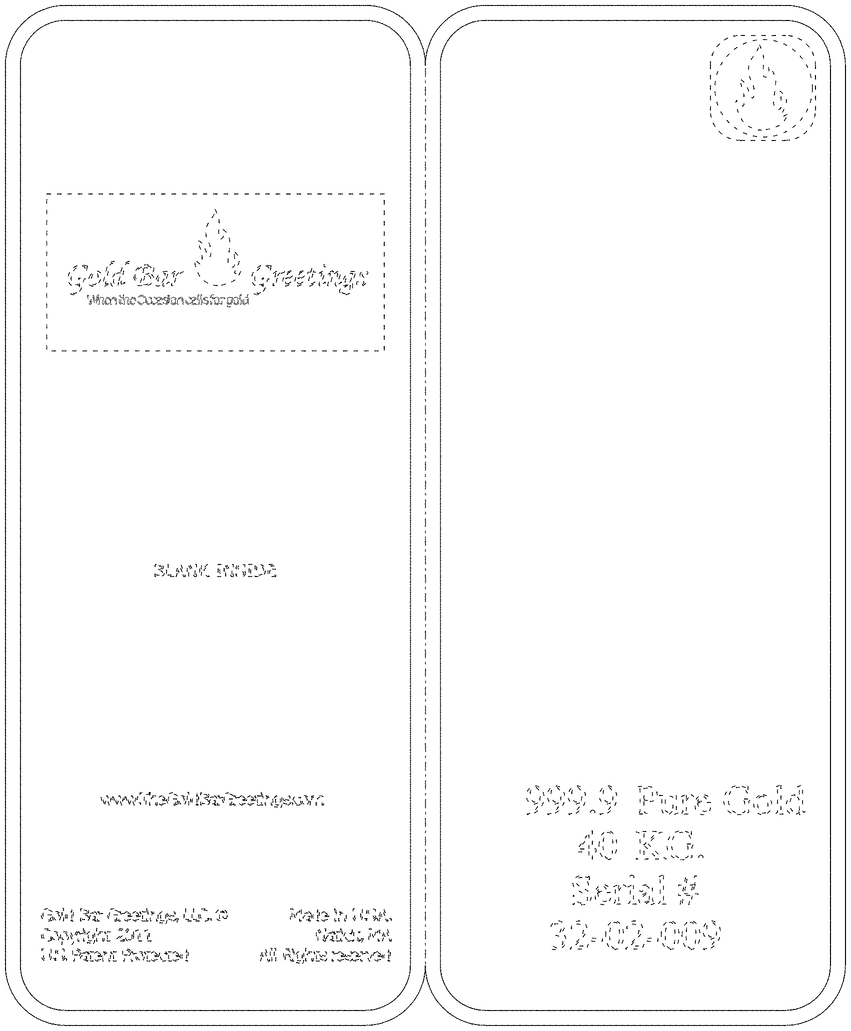 Gold Bar Greetings
When the Occasion calls for gold
BLANK INSIDE
www.TheGoldBarGreetings.com
Gold Bar Greetings, LLC. ©
Copyright 2011
U.S. Patent Protected
Made in USA.
Natick, MA
All Rights reserved
999.9 Pure Gold
40 KG.
Serial #
32-02-009